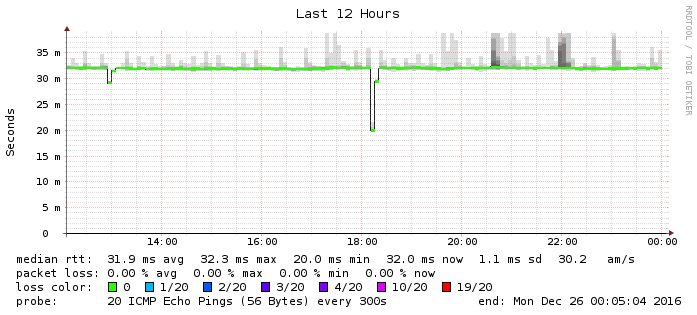 Last 12 Hours
RRDTOOL / TOBI OETIKER
Seconds
35 m
30 m
25 m
20 m
15 m
10 m
5 m
0
14:00 16:00 18:00 20:00 22:00 00:00
median rtt: 31.9 ms avg 32.3 ms max 20.0 ms min 32.0 ms now 1.1 ms sd 30.2 am/s
packet loss: 0.00 % avg 0.00 % max 0.00 % min 0.00 % now
loss color: 0 1/20 2/20 3/20 4/20 10/20 19/20
probe: 20 ICMP Echo Pings (56 Bytes) every 300s end: Mon Dec 26 00:05:04 2016